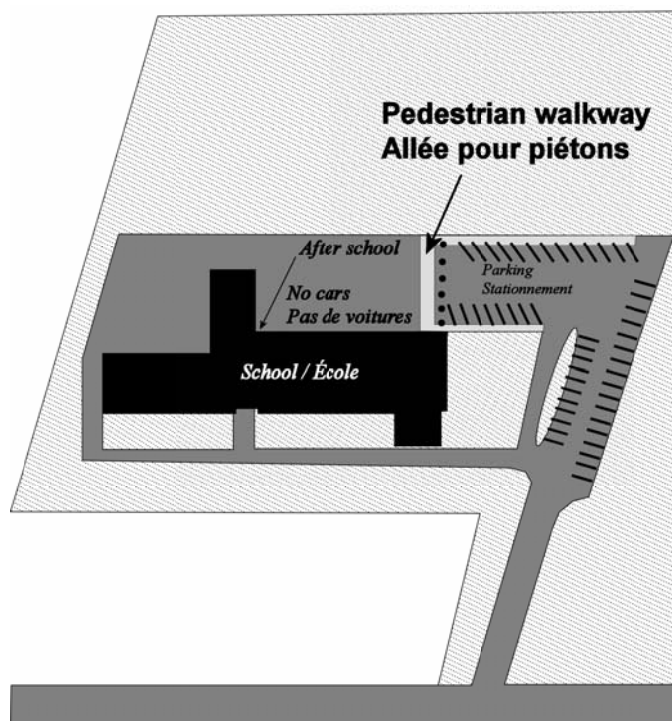 Pedestrian walkway
Allée pour piétons
After school
Parking
Stationnement
No cars
Pas de voitures
School / École